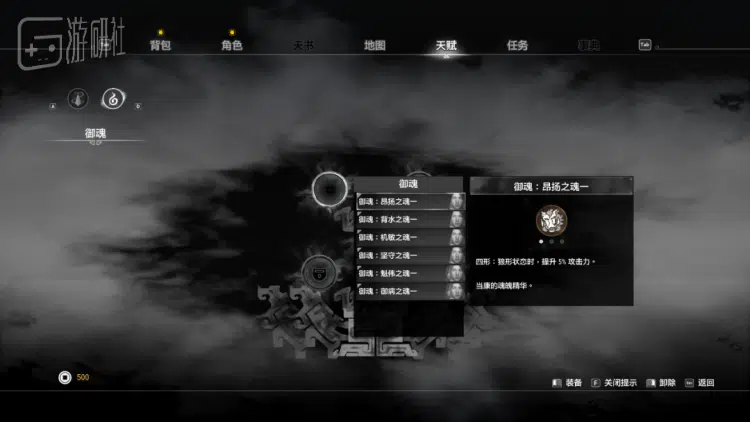 游研社
背包
角色
天书
地图
天赋
任务
Tab
A
D
御魂
御魂
御魂：昂扬之魂一
御魂：背水之魂一
御魂：机敏之魂一
御魂：坚守之魂一
御魂：魁伟之魂一
御魂：御病之魂一
御魂：昂扬之魂一
四形：狼形状态时，提升 5% 攻击力。
当康的魂魄精华。
500
装备
F 关闭提示
卸除
返回